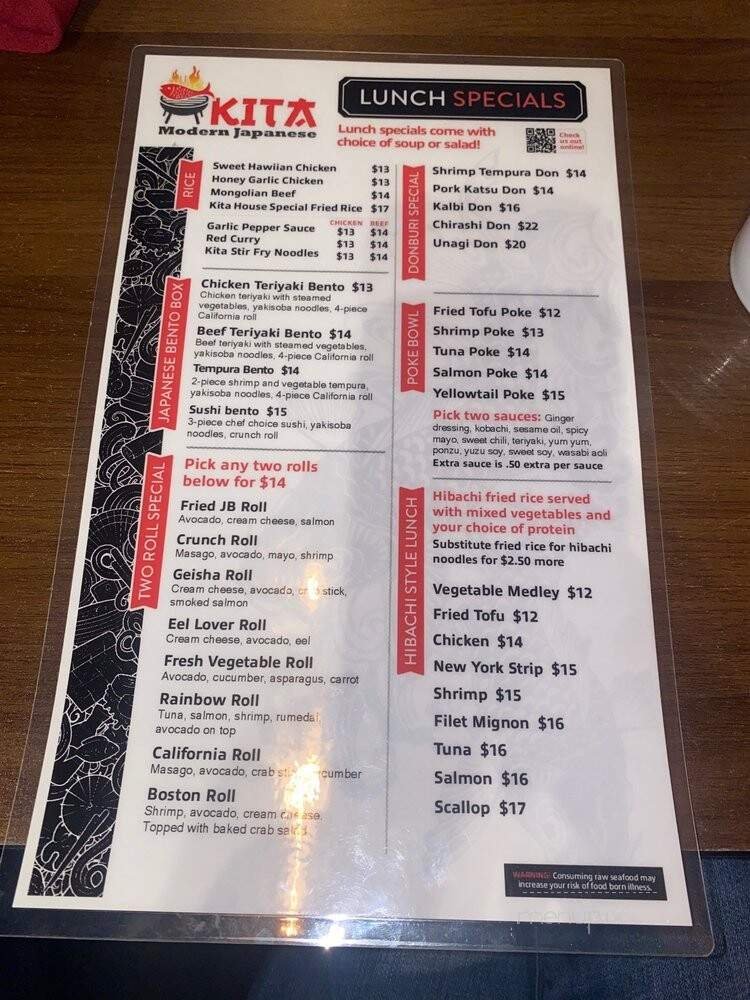 KITA
Modern Japanese
LUNCH SPECIALS
Lunch specials come with
choice of soup or salad!
Check
us out
online!
RICE
Sweet Hawiian Chicken $13
Honey Garlic Chicken $13
Mongolian Beef $14
Kita House Special Fried Rice $17
CHICKEN BEEF
Garlic Pepper Sauce $13 $14
Red Curry $13 $14
Kita Stir Fry Noodles $13 $14
JAPANESE BENTO BOX
Chicken Teriyaki Bento $13
Chicken teriyaki with steamed
vegetables, yakisoba noodles, 4-piece
California roll
Beef Teriyaki Bento $14
Beef teriyaki with steamed vegetables,
yakisoba noodles, 4-piece California roll
Tempura Bento $14
2-piece shrimp and vegetable tempura,
yakisoba noodles, 4-piece California roll
Sushi bento $15
3-piece chef choice sushi, yakisoba
noodles, crunch roll
TWO ROLL SPECIAL
Pick any two rolls
below for $14
Fried JB Roll
Avocado, cream cheese, salmon
Crunch Roll
Masago, avocado, mayo, shrimp
Geisha Roll
Cream cheese, avocado, stick,
smoked salmon
Eel Lover Roll
Cream cheese, avocado, eel
Fresh Vegetable Roll
Avocado, cucumber, asparagus, carrot
Rainbow Roll
Tuna, salmon, shrimp,
avocado on top
California Roll
Masago, avocado, crab
Boston Roll
Shrimp, avocado, cream cheese.
Topped with baked crab salad
DONBURI SPECIAL
Shrimp Tempura Don $14
Pork Katsu Don $14
Kalbi Don $16
Chirashi Don $22
Unagi Don $20
POKE BOWL
Fried Tofu Poke $12
Shrimp Poke $13
Tuna Poke $14
Salmon Poke $14
Yellowtail Poke $15
Pick two sauces: Ginger
dressing, kobachi, sesame oil, spicy
mayo, sweet chili, teriyaki, yum yum,
ponzu, yuzu soy, sweet soy, wasabi aoli
Extra sauce is .50 extra per sauce
HIBACHI STYLE LUNCH
Hibachi fried rice served
with mixed vegetables and
your choice of protein
Substitute fried rice for hibachi
noodles for $2.50 more
Vegetable Medley $12
Fried Tofu $12
Chicken $14
New York Strip $15
Shrimp $15
Filet Mignon $16
Tuna $16
Salmon $16
Scallop $17
WARNING: Consuming raw seafood may
increase your risk of food born illness.